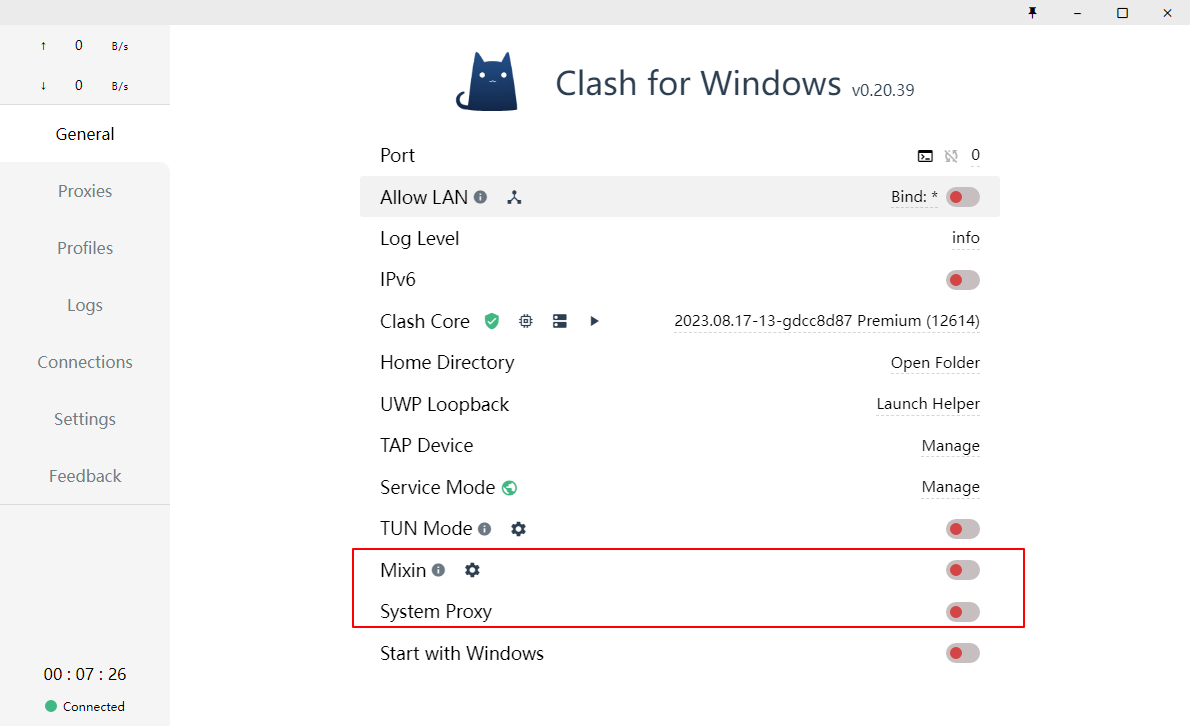 ↑ 0 B/s
↓ 0 B/s
General
Proxies
Profiles
Logs
Connections
Settings
Feedback
00 : 07 : 26
Connected
Clash for Windows v0.20.39
Port 0
Allow LAN Bind: *
Log Level info
IPv6
Clash Core 2023.08.17-13-gdcc8d87 Premium (12614)
Home Directory Open Folder
UWP Loopback Launch Helper
TAP Device Manage
Service Mode Manage
TUN Mode
Mixin
System Proxy
Start with Windows